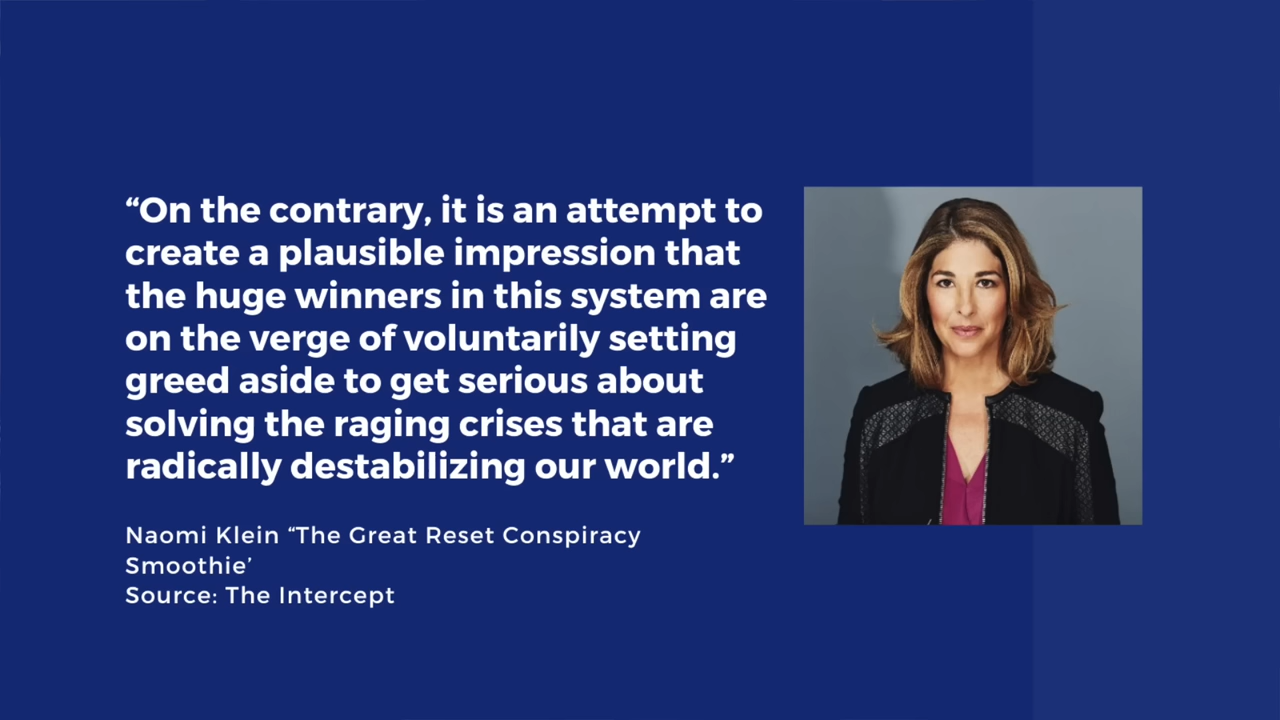 “On the contrary, it is an attempt to
create a plausible impression that
the huge winners in this system are
on the verge of voluntarily setting
greed aside to get serious about
solving the raging crises that are
radically destabilizing our world.”
Naomi Klein “The Great Reset Conspiracy
Smoothie’
Source: The Intercept